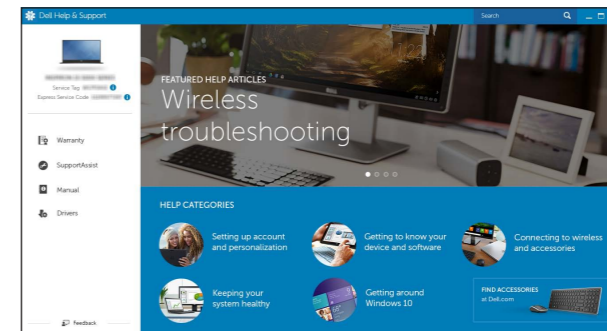 Dell Help & Support
Search
Service Tag
Express Service Code
Warranty
SupportAssist
Manual
Drivers
Feedback
FEATURED HELP ARTICLES
Wireless
troubleshooting
HELP CATEGORIES
Setting up account
and personalization
Getting to know your
device and software
Connecting to wireless
and accessories
Keeping your
system healthy
Getting around
Windows 10
FIND ACCESSORIES
at Dell.com